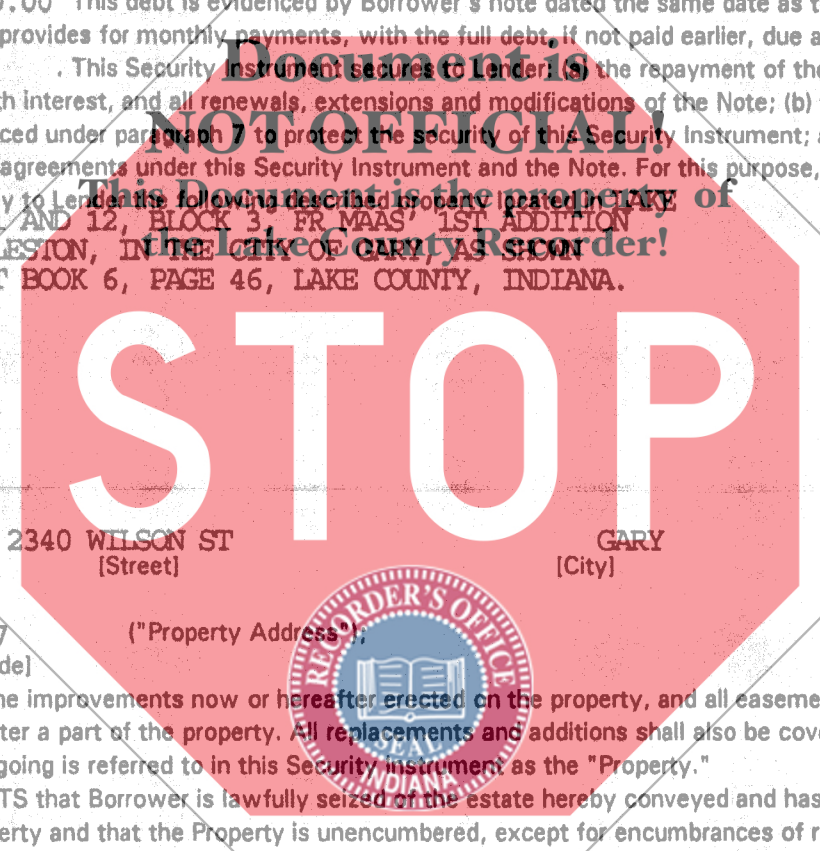 .00 This debt is evidenced by Borrower's note dated the same date as t
provides for monthly payments, with the full debt, if not paid earlier, due a
Document is
. This Security Instrument secures to Lender: (a) the repayment of the
th interest, and all renewals, extensions and modifications of the Note; (b)
NOT OFFICIAL!
ced under paragraph 7 to protect the security of this Security Instrument; a
agreements under this Security Instrument and the Note. For this purpose,
This Document is the property of
y to Lender the following described property located in LAKE
AND 12, BLOCK 3, FR MAAS' 1ST ADDITION
the Lake County Recorder!
LESTON, IN THE CITY OF GARY, AS SHOWN
T BOOK 6, PAGE 46, LAKE COUNTY, INDIANA.
STOP
2340 WILSON ST GARY
[Street] [City]
RECORDER'S OFFICE
7 ("Property Address");
de]
ne improvements now or hereafter erected on the property, and all easeme
ter a part of the property. All replacements and additions shall also be cove
SEAL
going is referred to in this Security Instrument as the "Property."
INDIANA
TS that Borrower is lawfully seized of the estate hereby conveyed and has
erty and that the Property is unencumbered, except for encumbrances of r